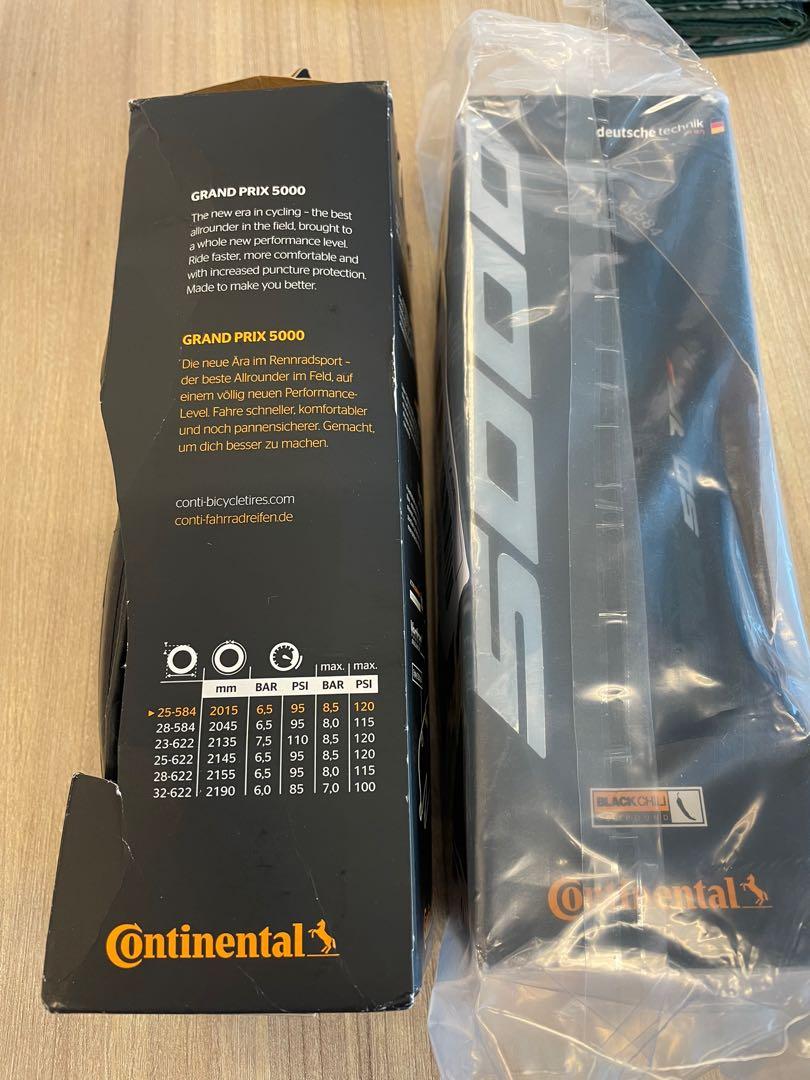 GRAND PRIX 5000
The new era in cycling - the best
allrounder in the field, brought to
a whole new performance level.
Ride faster, more comfortable and
with increased puncture protection.
Made to make you better.
GRAND PRIX 5000
Die neue Ära im Rennradsport -
der beste Allrounder im Feld, auf
einem völlig neuen Performance-
Level. Fahre schneller, komfortabler
und noch pannensicherer. Gemacht,
um dich besser zu machen.
conti-bicycletires.com
conti-fahrradreifen.de
max. max.
mm BAR PSI BAR PSI
25-584 2015 6,5 95 8,5 120
28-584 2045 6,5 95 8,0 115
23-622 2135 7,5 110 8,5 120
25-622 2145 6,5 95 8,5 120
28-622 2155 6,5 95 8,0 115
32-622 2190 6,0 85 7,0 100
Continental
deutsche technik
25-584
5000
BLACKCHILI
COMPOUND
Continental